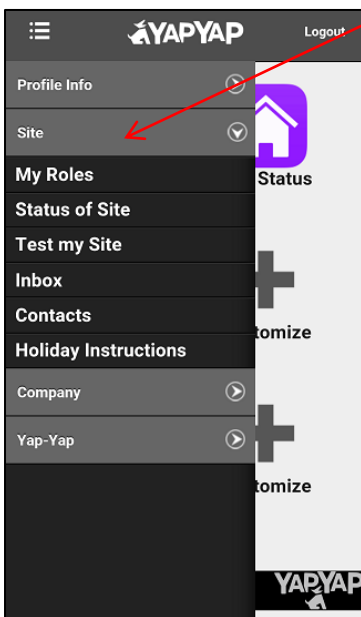 YAPYAP
Logout
Profile Info
Site
My Roles
Status
Status of Site
Test my Site
Inbox
Contacts
tomize
Holiday Instructions
Company
Yap-Yap
tomize
YAPYAP